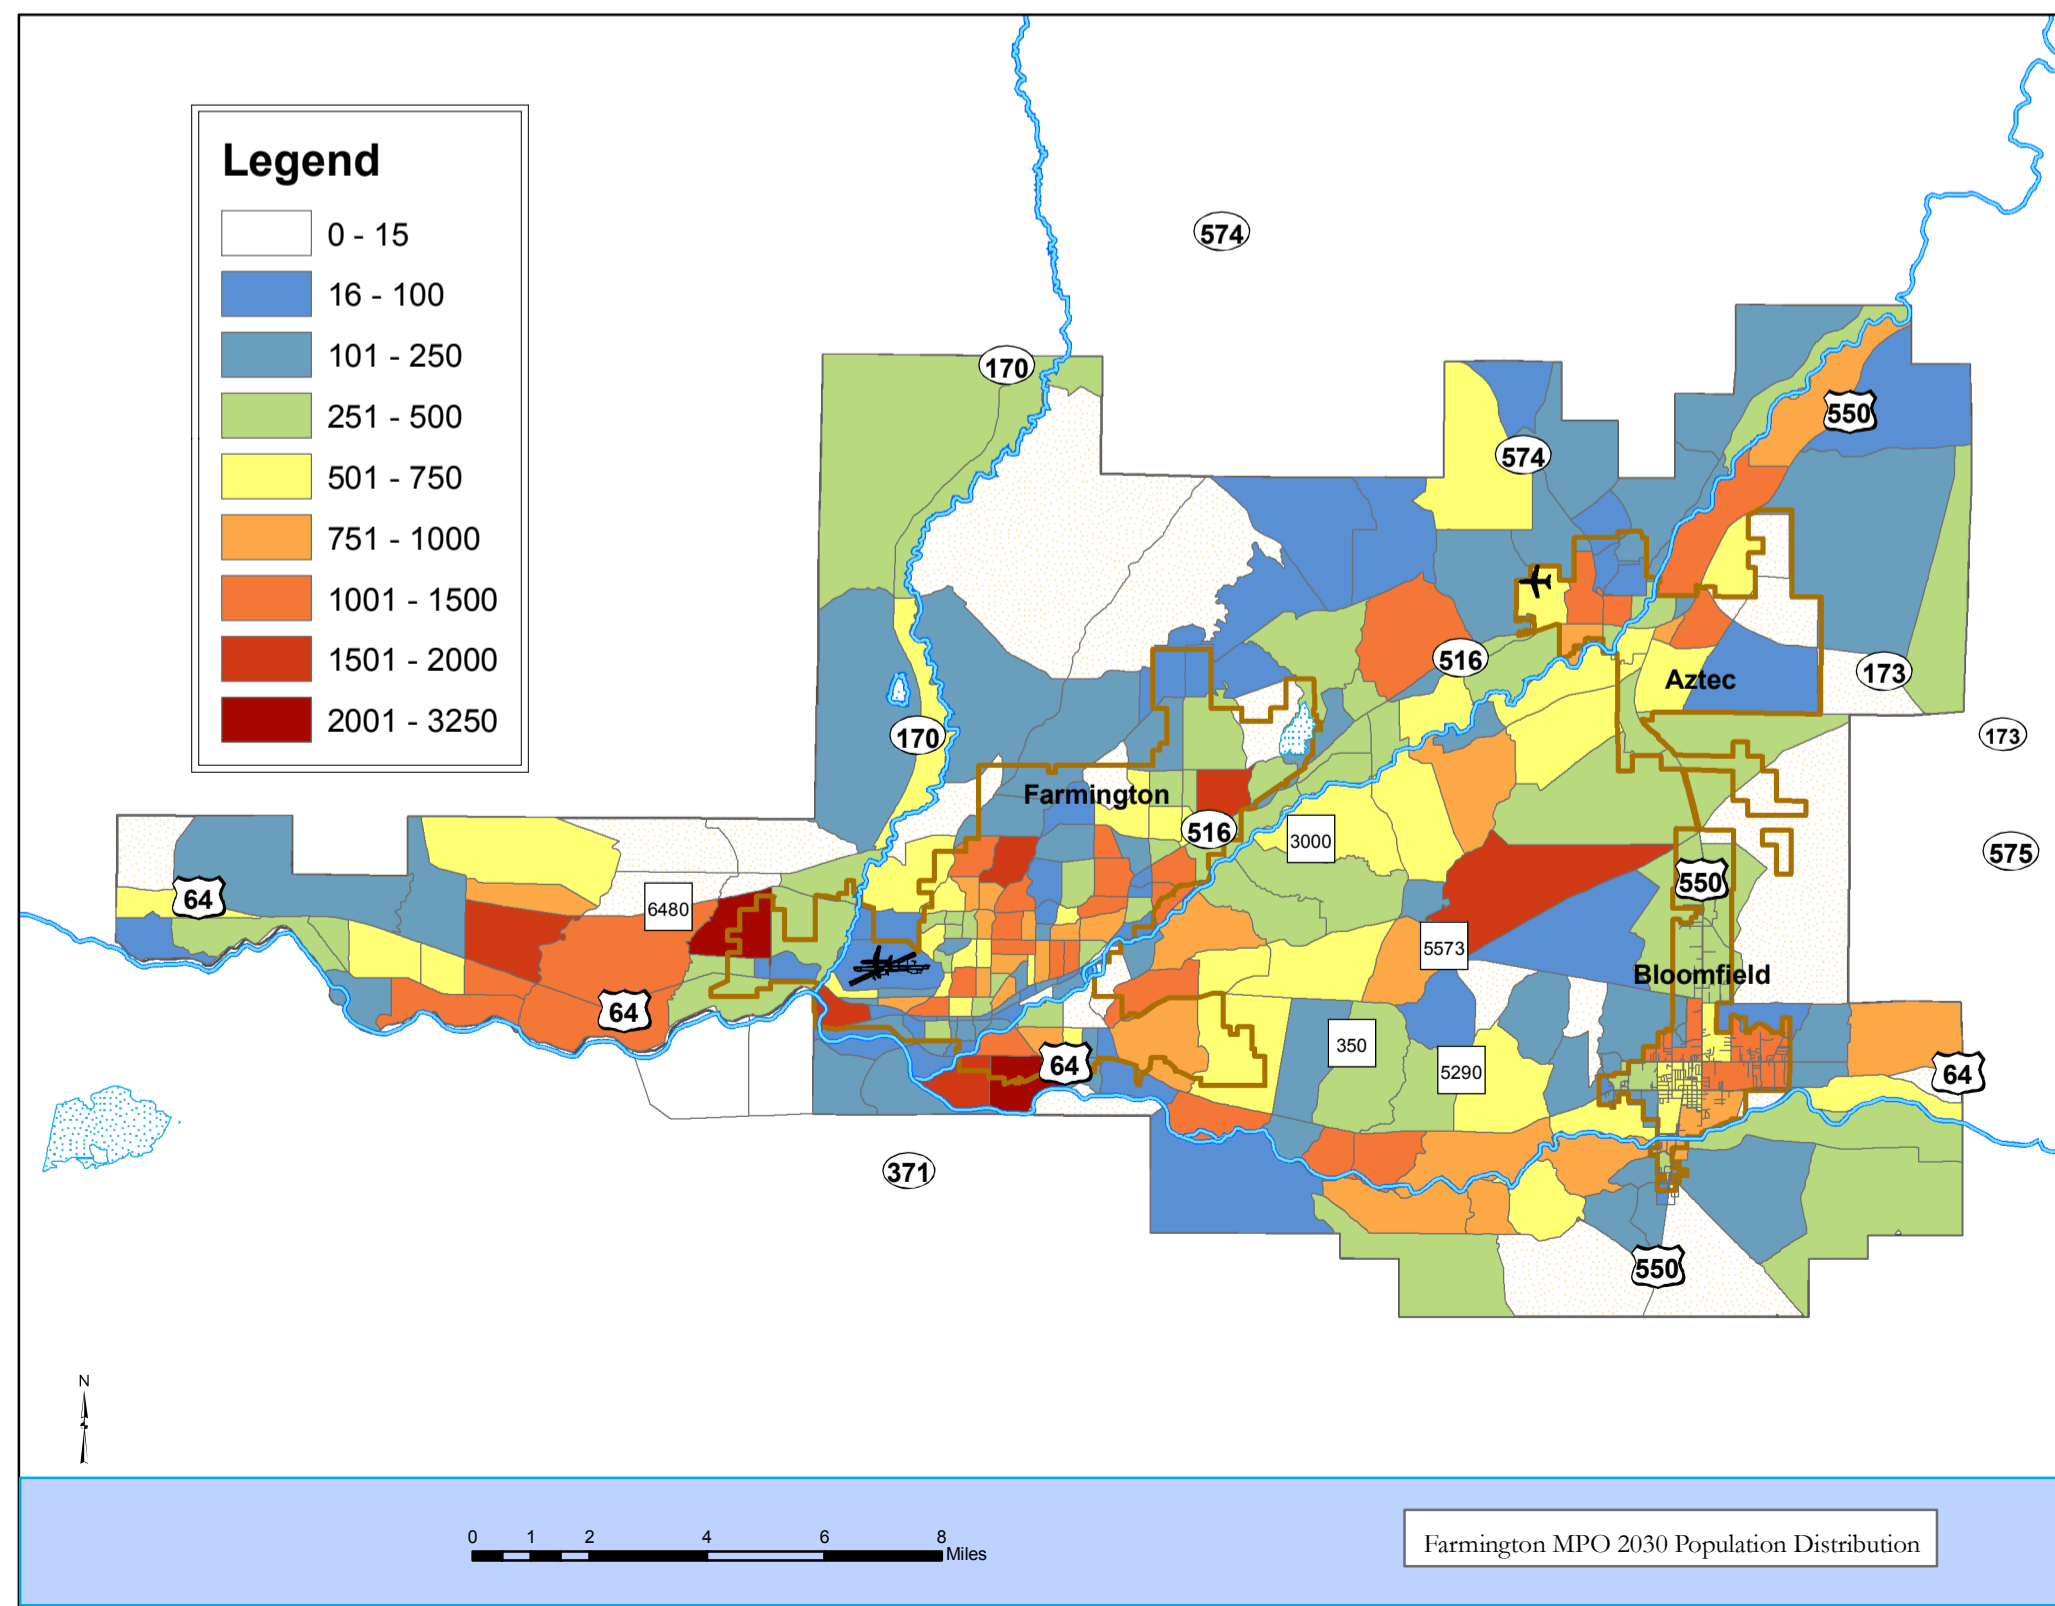 574
170
Legend
0 - 15
16 - 100
101 - 250
251 - 500
501 - 750
751 - 1000
1001 - 1500
1501 - 2000
2001 - 3250
550
574
516
173
Aztec
170
173
Farmington
516
3000
575
64
6480
550
5573
Bloomfield
64
350
64
5290
64
371
550
N
0 1 2 4 6 8
Miles
Farmington MPO 2030 Population Distribution